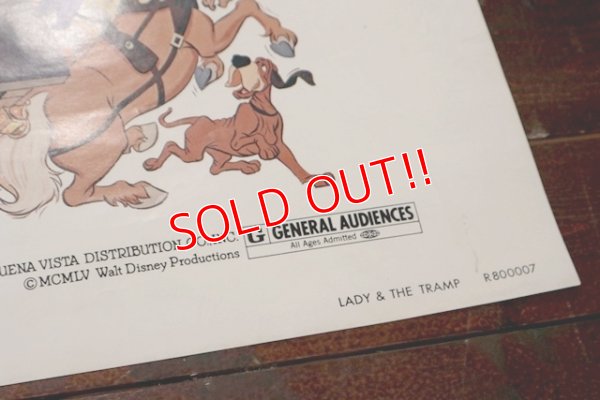 SOLD OUT!!
UENA VISTA DISTRIBUTION CO. INC.
©MCMLV Walt Disney Productions
G GENERAL AUDIENCES
All Ages Admitted
LADY & THE TRAMP R800007